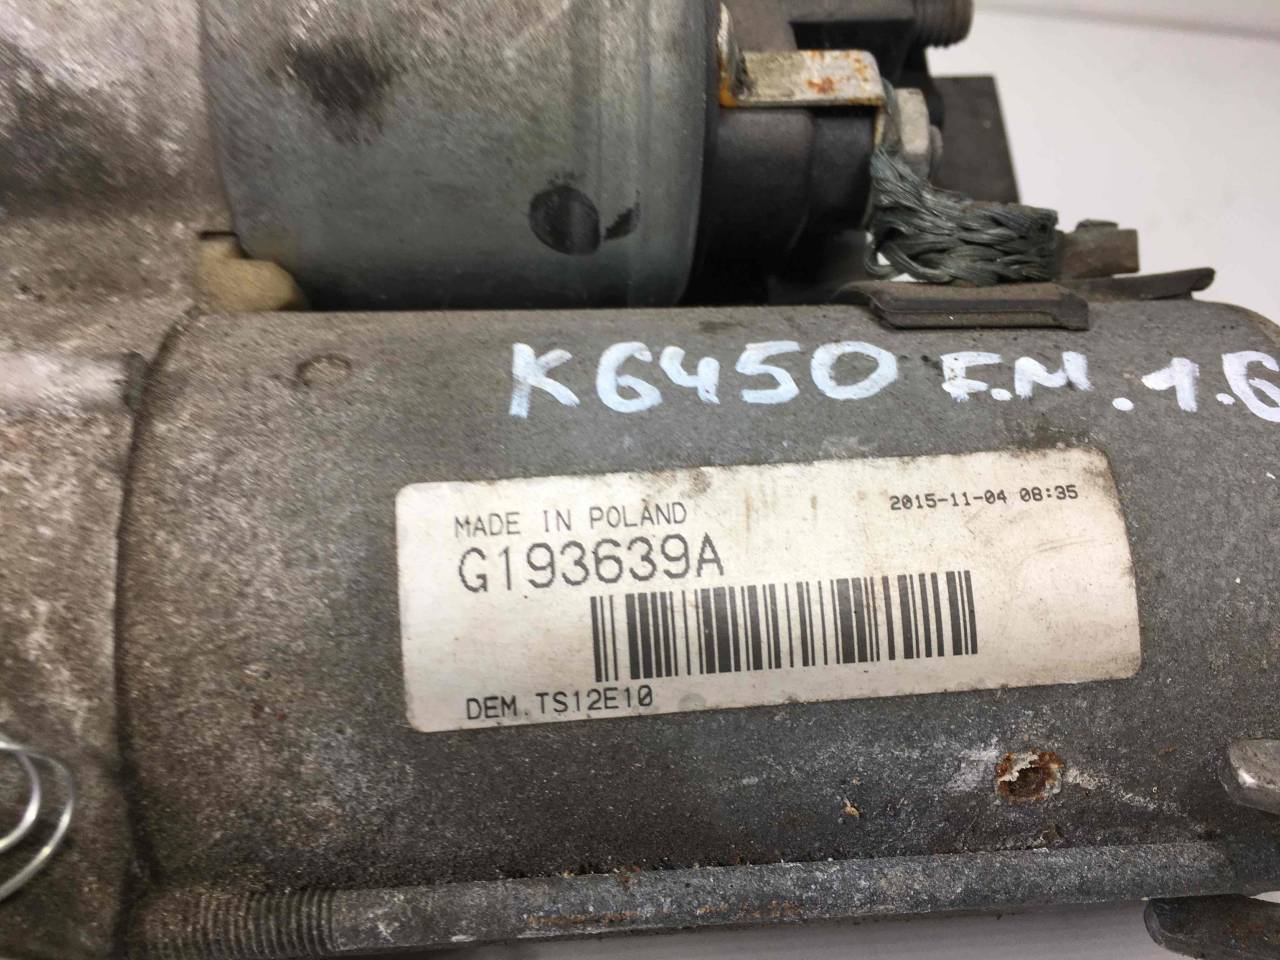 K6450 F.M. 1.6
MADE IN POLAND
2015-11-04 08:35
G193639A
DEM. TS12E10